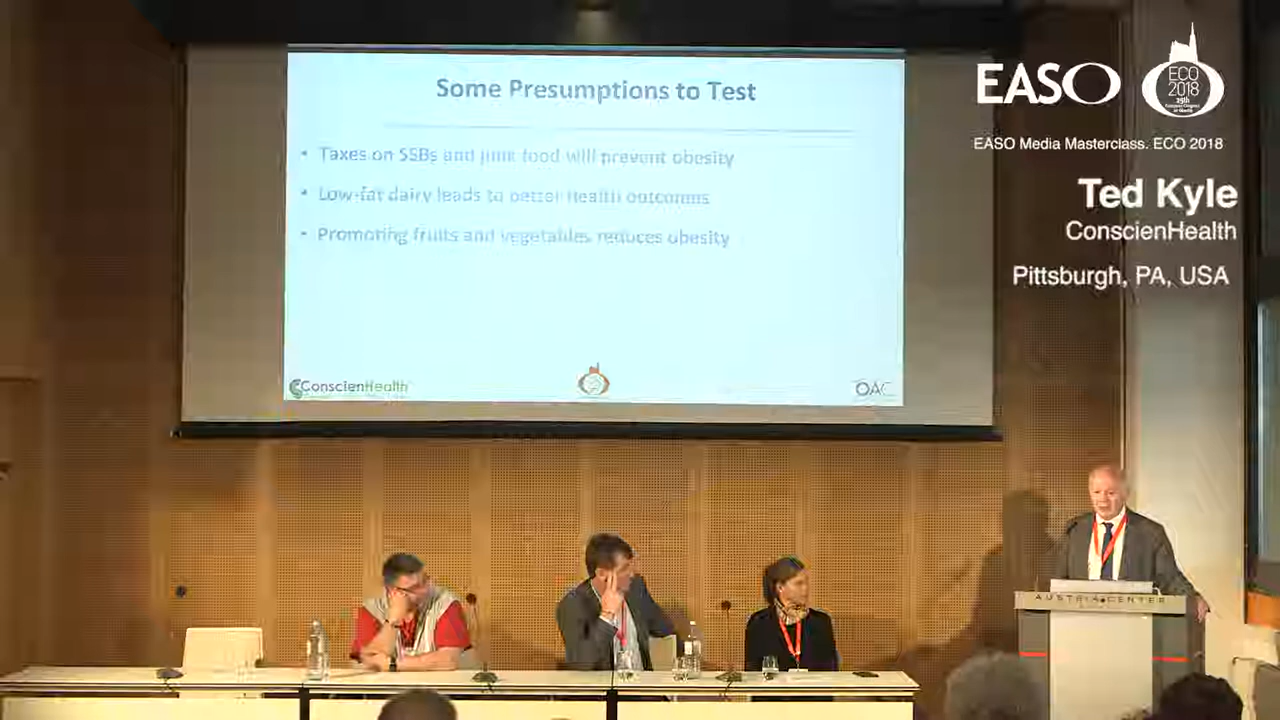 Some Presumptions to Test
• Taxes on SSBs and junk food will prevent obesity
• Low-fat dairy leads to better health outcomes
• Promoting fruits and vegetables reduces obesity
ConscienHealth
OAC
EASO
ECO
2018
25th
EASO Media Masterclass. ECO 2018
Ted Kyle
ConscienHealth
Pittsburgh, PA, USA
AUSTRIA CENTER